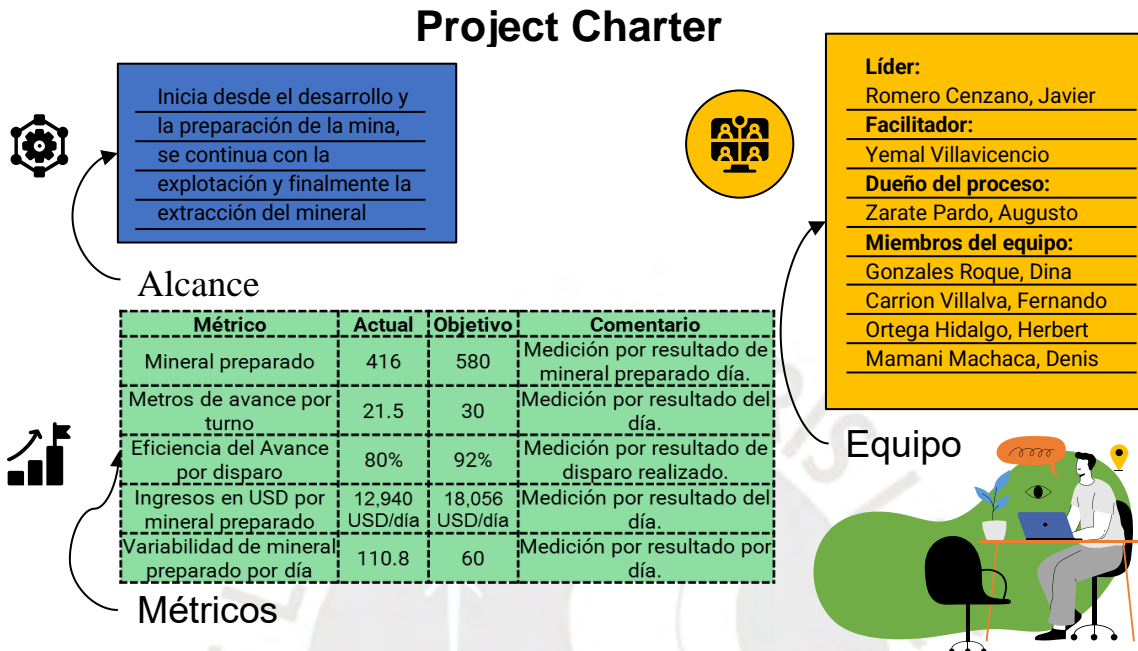 Project Charter
Inicia desde el desarrollo y
la preparación de la mina,
se continua con la
explotación y finalmente la
extracción del mineral
Alcance
Líder:
Romero Cenzano, Javier
Facilitador:
Yemal Villavicencio
Dueño del proceso:
Zarate Pardo, Augusto
Miembros del equipo:
Gonzales Roque, Dina
Carrion Villalva, Fernando
Ortega Hidalgo, Herbert
Mamani Machaca, Denis
Equipo
Métrico Actual Objetivo Comentario
Mineral preparado 416 580 Medición por resultado de
mineral preparado día.
Metros de avance por
turno 21.5 30 Medición por resultado del
día.
Eficiencia del Avance
por disparo 80% 92% Medición por resultado de
disparo realizado.
Ingresos en USD por
mineral preparado 12,940
USD/día 18,056
USD/día Medición por resultado del
día.
Variabilidad de mineral
preparado por día 110.8 60 Medición por resultado por
día.
Métricos